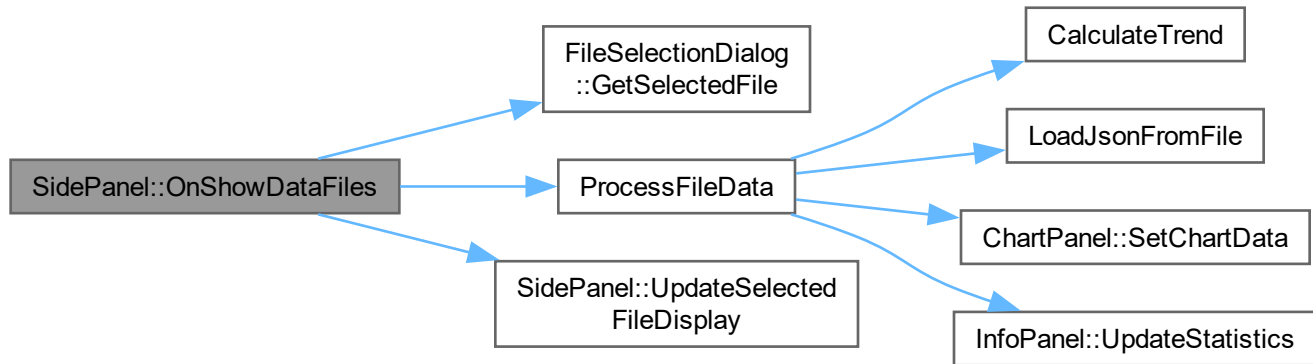 SidePanel::OnShowDataFiles
FileSelectionDialog
::GetSelectedFile
ProcessFileData
SidePanel::UpdateSelected
FileDisplay
CalculateTrend
LoadJsonFromFile
ChartPanel::SetChartData
InfoPanel::UpdateStatistics